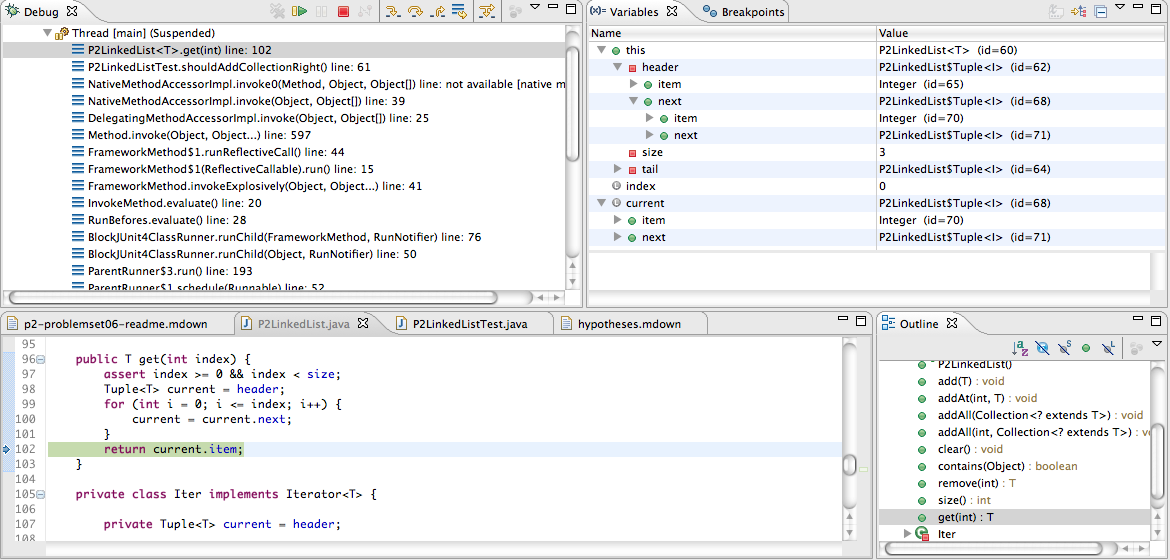 Debug
Thread [main] (Suspended)
P2LinkedList<T>.get(int) line: 102
P2LinkedListTest.shouldAddCollectionRight() line: 61
NativeMethodAccessorImpl.invoke0(Method, Object, Object[]) line: not available [native m
NativeMethodAccessorImpl.invoke(Object, Object[]) line: 39
DelegatingMethodAccessorImpl.invoke(Object, Object[]) line: 25
Method.invoke(Object, Object...) line: 597
FrameworkMethod$1.runReflectiveCall() line: 44
FrameworkMethod$1(ReflectiveCallable).run() line: 15
FrameworkMethod.invokeExplosively(Object, Object...) line: 41
InvokeMethod.evaluate() line: 20
RunBefores.evaluate() line: 28
BlockJUnit4ClassRunner.runChild(FrameworkMethod, RunNotifier) line: 76
BlockJUnit4ClassRunner.runChild(Object, RunNotifier) line: 50
ParentRunner$3.run() line: 193
ParentRunner$1.schedule(Runnable) line: 52
(x)= Variables Breakpoints
Name Value
this P2LinkedList<T> (id=60)
header P2LinkedList$Tuple<I> (id=62)
item Integer (id=65)
next P2LinkedList$Tuple<I> (id=68)
item Integer (id=70)
next P2LinkedList$Tuple<I> (id=71)
size 3
tail P2LinkedList$Tuple<I> (id=64)
index 0
current P2LinkedList$Tuple<I> (id=68)
item Integer (id=70)
next P2LinkedList$Tuple<I> (id=71)
p2-problemset06-readme.mdown P2LinkedList.java P2LinkedListTest.java hypotheses.mdown
95
96 public T get(int index) {
97 assert index >= 0 && index < size;
98 Tuple<T> current = header;
99 for (int i = 0; i <= index; i++) {
100 current = current.next;
101 }
102 return current.item;
103 }
104
105 private class Iter implements Iterator<T> {
106
107 private Tuple<T> current = header;
108
Outline
P2LinkedList()
add(T) : void
addAt(int, T) : void
addAll(Collection<? extends T>) : void
addAll(int, Collection<? extends T>) : v
clear() : void
contains(Object) : boolean
remove(int) : T
size() : int
get(int) : T
Iter